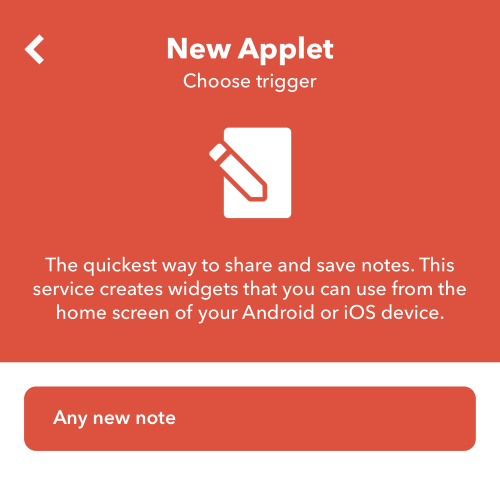 New Applet
Choose trigger
The quickest way to share and save notes. This
service creates widgets that you can use from the
home screen of your Android or iOS device.
Any new note